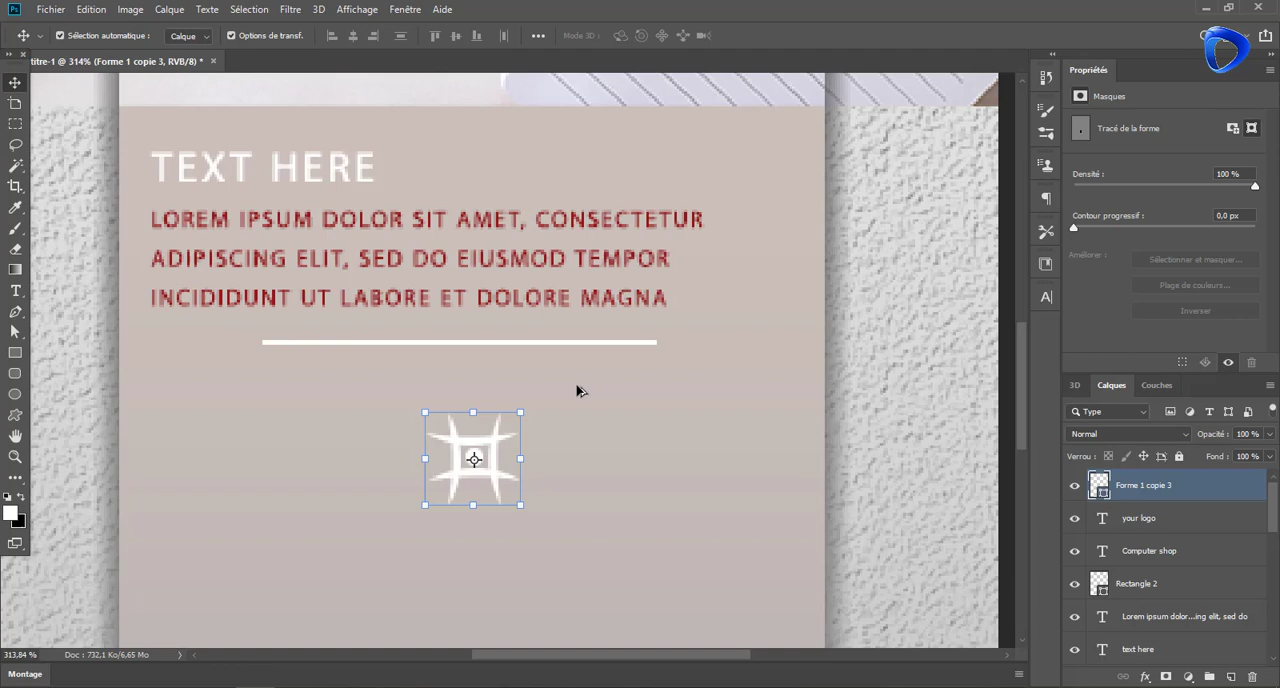 Ps Fichier Edition Image Calque Texte Sélection Filtre 3D Affichage Fenêtre Aide
Sélection automatique : Calque Options de transf. Mode 3D :
titre-1 @ 314% (Forme 1 copie 3, RVB/8) *
TEXT HERE
LOREM IPSUM DOLOR SIT AMET, CONSECTETUR
ADIPISCING ELIT, SED DO EIUSMOD TEMPOR
INCIDIDUNT UT LABORE ET DOLORE MAGNA
Propriétés
Masques
Tracé de la forme
Densité : 100 %
Contour progressif : 0,0 px
Améliorer : Sélectionner et masquer...
Plage de couleurs...
Inverser
3D Calques Couches
Type
Normal Opacité : 100 %
Verrou : Fond : 100 %
Forme 1 copie 3
your logo
Computer shop
Rectangle 2
Lorem ipsum dolor...ing elit, sed do
text here
313,84 % Doc : 732,1 Ko/6,65 Mo
Montage